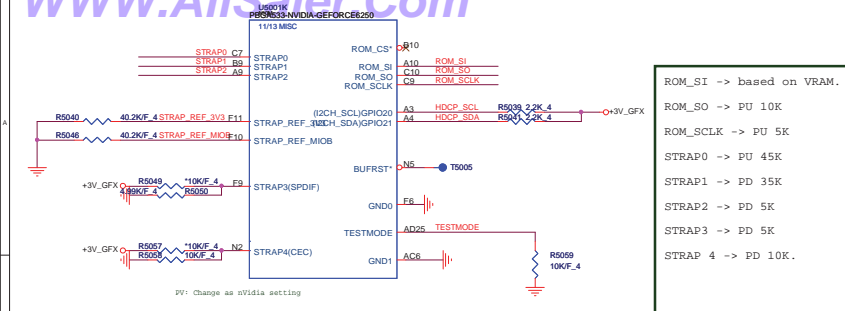 www.AliSaler.Com
U5001K
PBGA533-NVIDIA-GEFORCE6250
11/13 MISC
ROM_CS* B10
STRAP0 C7 STRAP0
STRAP1 B9 STRAP1
STRAP2 A9 STRAP2
ROM_SI A10 ROM_SI
ROM_SO C10 ROM_SO
ROM_SCLK C9 ROM_SCLK
(I2CH_SCL)GPIO20 A3 HDCP_SCL R5039 2.2K_4 +3V_GFX
(I2CH_SDA)GPIO21 A4 HDCP_SDA R5041 2.2K_4
R5040 40.2K/F_4 STRAP_REF_3V3 F11 STRAP_REF_3V3
R5046 40.2K/F_4 STRAP_REF_MIOB F10 STRAP_REF_MIOB
A
BUFRST* N5 T5005
+3V_GFX R5049 *10K/F_4 F9 STRAP3(SPDIF)
4.99K/F_4 R5050
GND0 F6
TESTMODE AD25 TESTMODE
+3V_GFX R5057 *10K/F_4 N2 STRAP4(CEC)
R5058 10K/F_4
GND1 AC6
R5059
10K/F_4
PV: Change as nVidia setting
ROM_SI -> based on VRAM.
ROM_SO -> PU 10K
ROM_SCLK -> PU 5K
STRAP0 -> PU 45K
STRAP1 -> PD 35K
STRAP2 -> PD 5K
STRAP3 -> PD 5K
STRAP 4 -> PD 10K.